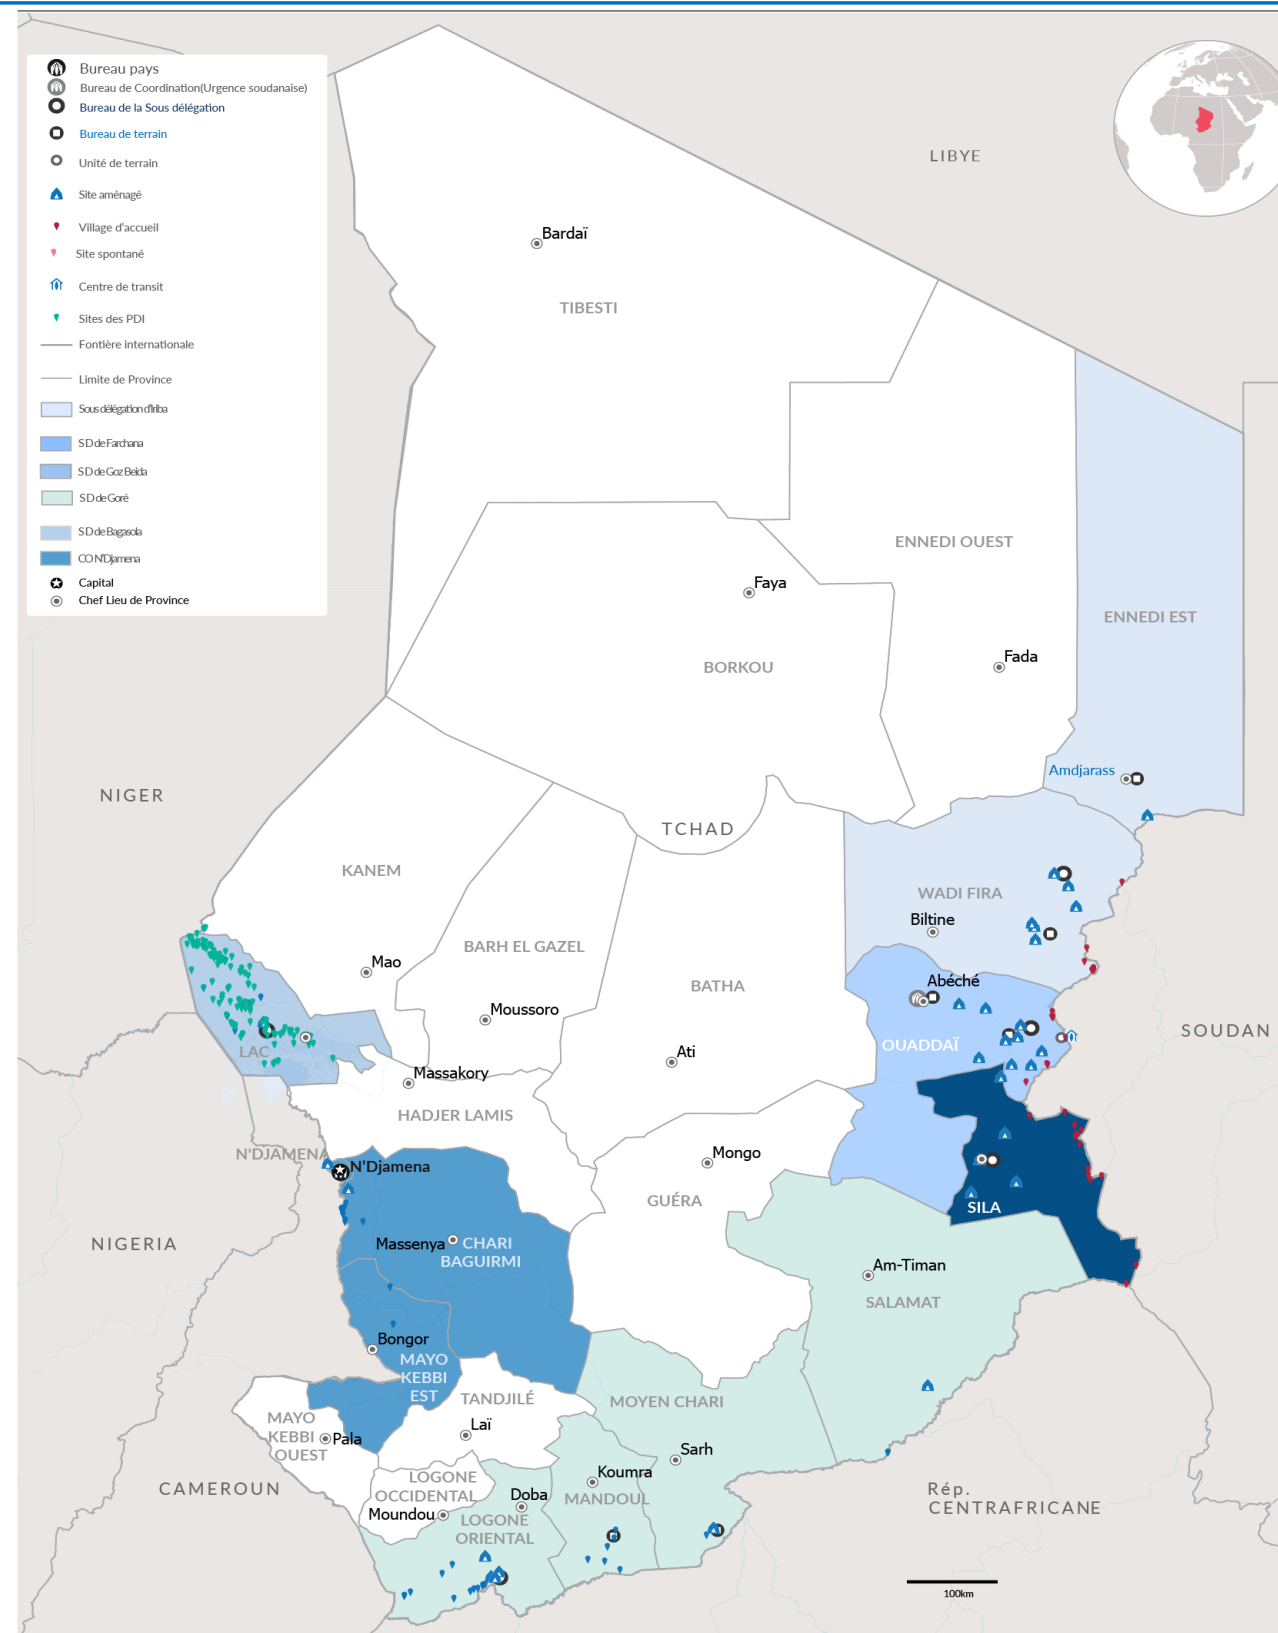 Bureau pays
Bureau de Coordination(Urgence soudanaise)
Bureau de la Sous délégation
Bureau de terrain
Unité de terrain
Site aménagé
Village d'accueil
Site spontané
Centre de transit
Sites des PDI
Fontière internationale
Limite de Province
Sous délégation d'Iriba
SD de Farchana
SD de Goz Beida
SD de Goré
SD de Bagasola
CO N'Djamena
Capital
Chef Lieu de Province
LIBYE
Bardaï
TIBESTI
ENNEDI OUEST
Faya
ENNEDI EST
Fada
BORKOU
Amdjarass
NIGER
TCHAD
KANEM
WADI FIRA
Biltine
BARH EL GAZEL
Mao
Abéché
BATHA
Moussoro
SOUDAN
OUADDAÏ
LAC
Ati
Massakory
HADJER LAMIS
N'DJAMENA
Mongo
N'Djamena
GUÉRA
SILA
NIGERIA
Massenya
CHARI
BAGUIRMI
Am-Timan
SALAMAT
Bongor
MAYO
KEBBI
EST
TANDJILÉ
MOYEN CHARI
MAYO
KEBBI
OUEST
Laï
Pala
Sarh
Koumra
LOGONE
OCCIDENTAL
CAMEROUN
Rép.
CENTRAFRICANE
Doba
MANDOUL
Moundou
LOGONE
ORIENTAL
100km